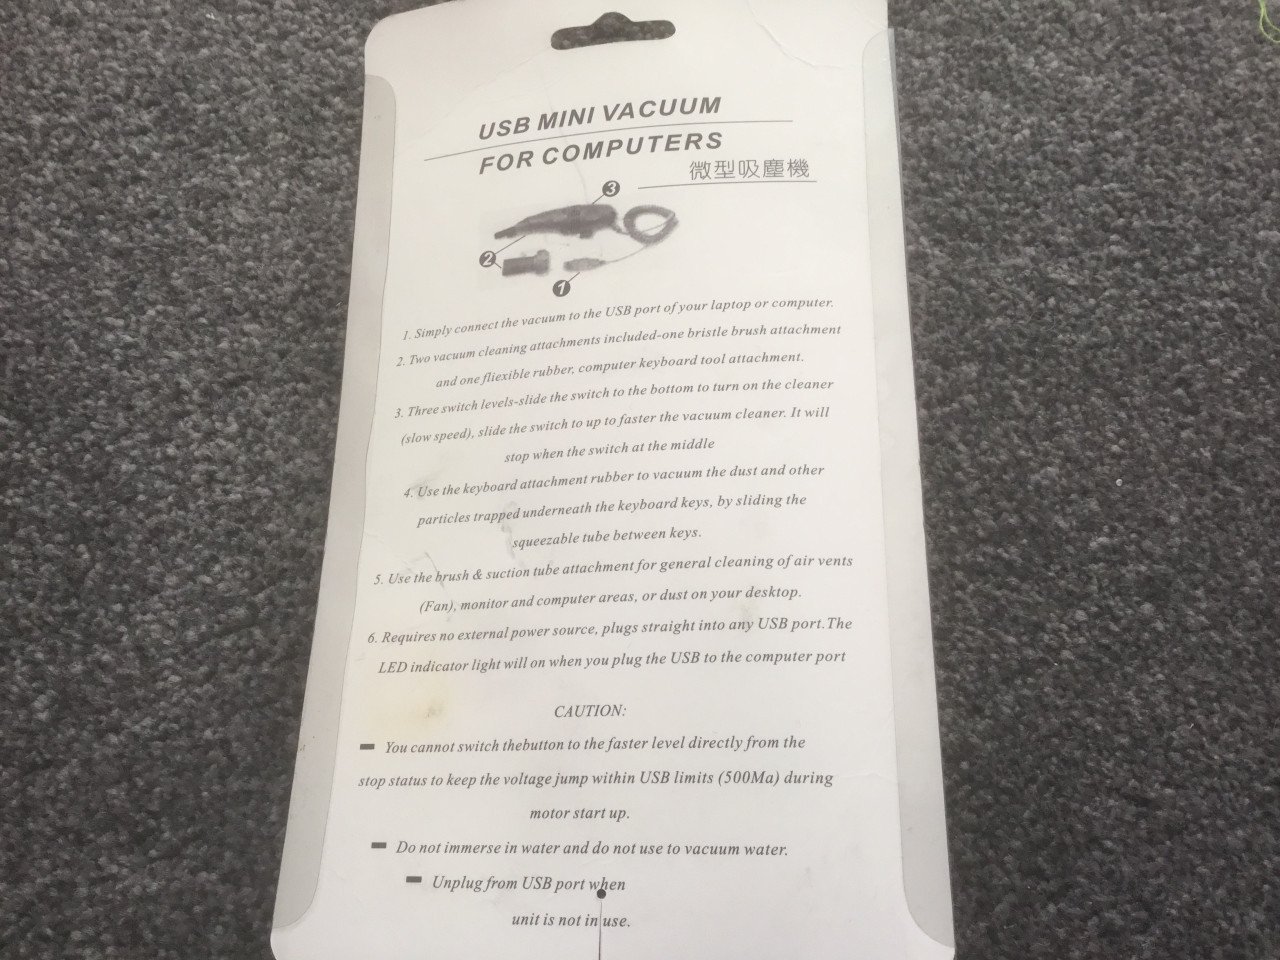 USB MINI VACUUM
FOR COMPUTERS
微型吸塵機
3
2
1
1. Simply connect the vacuum to the USB port of your laptop or computer.
2. Two vacuum cleaning attachments included-one bristle brush attachment
and one fliexible rubber, computer keyboard tool attachment.
3. Three switch levels-slide the switch to the bottom to turn on the cleaner
(slow speed), slide the switch to up to faster the vacuum cleaner. It will
stop when the switch at the middle
4. Use the keyboard attachment rubber to vacuum the dust and other
particles trapped underneath the keyboard keys, by sliding the
squeezable tube between keys.
5. Use the brush & suction tube attachment for general cleaning of air vents
(Fan), monitor and computer areas, or dust on your desktop.
6. Requires no external power source, plugs straight into any USB port.The
LED indicator light will on when you plug the USB to the computer port
CAUTION:
- You cannot switch thebutton to the faster level directly from the
stop status to keep the voltage jump within USB limits (500Ma) during
motor start up.
- Do not immerse in water and do not use to vacuum water.
- Unplug from USB port when
unit is not in use.